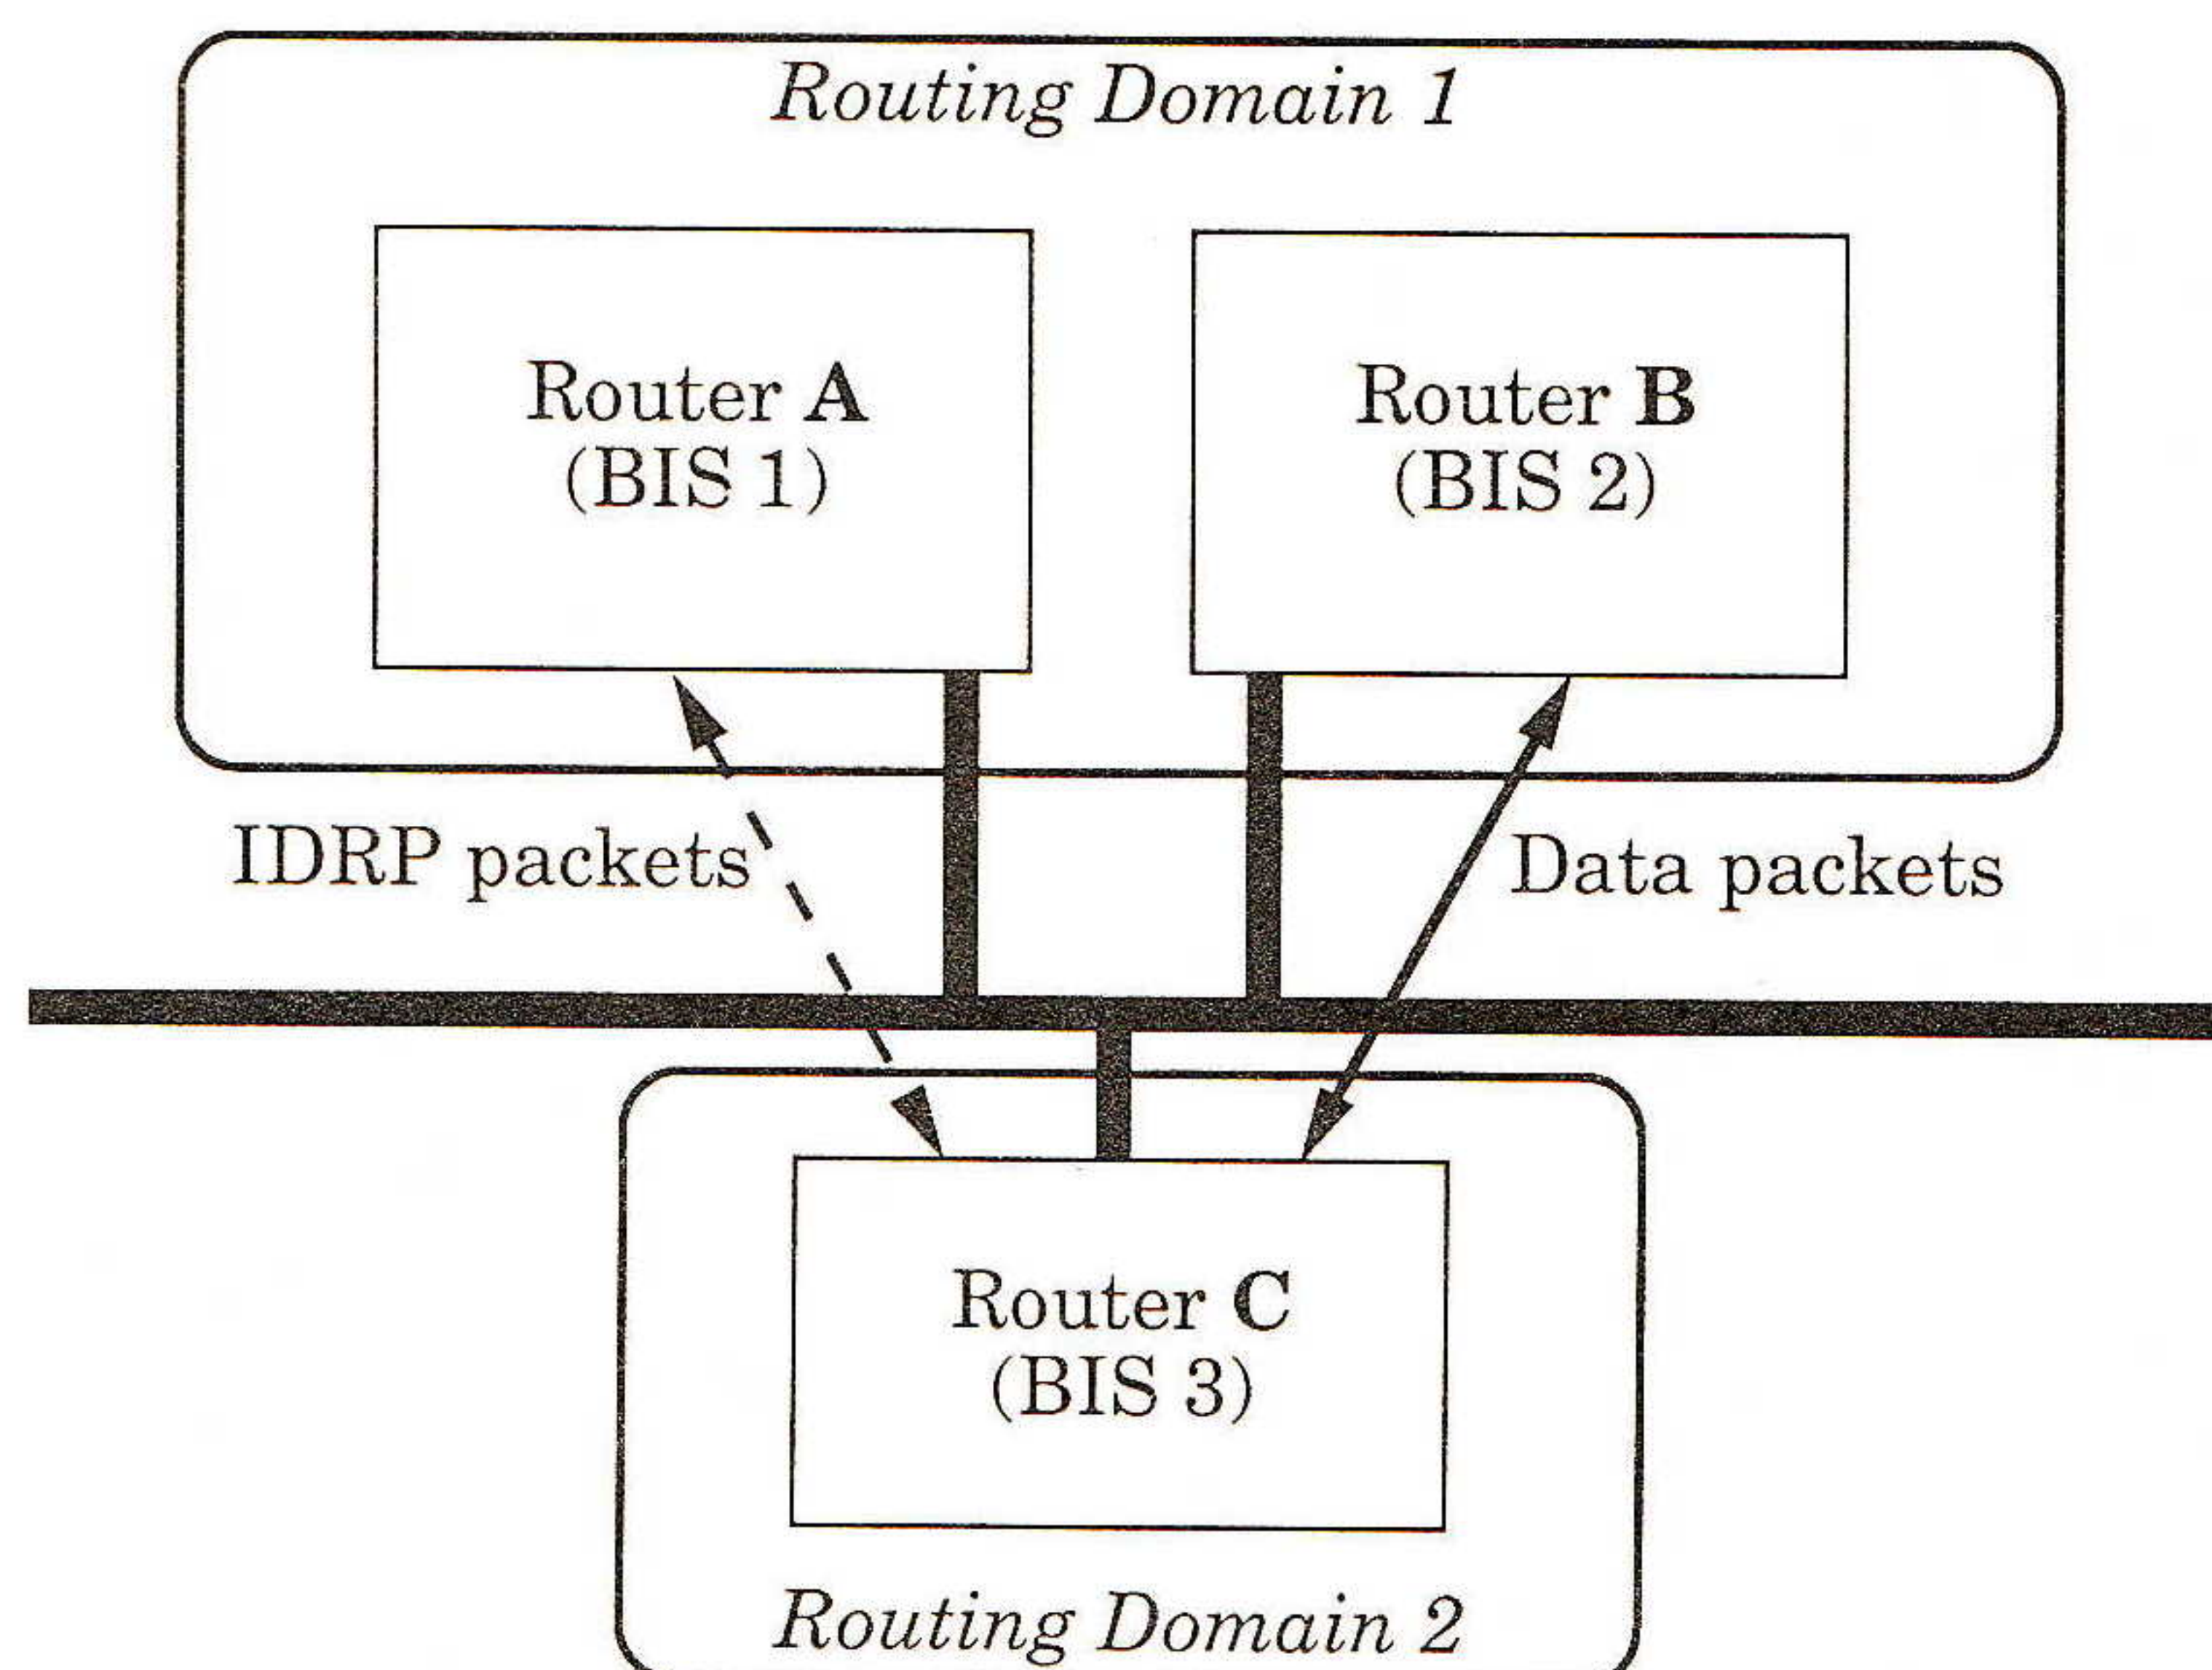 Routing Domain 1
Router A
(BIS 1)
Router B
(BIS 2)
IDRP packets
Data packets
Router C
(BIS 3)
Routing Domain 2